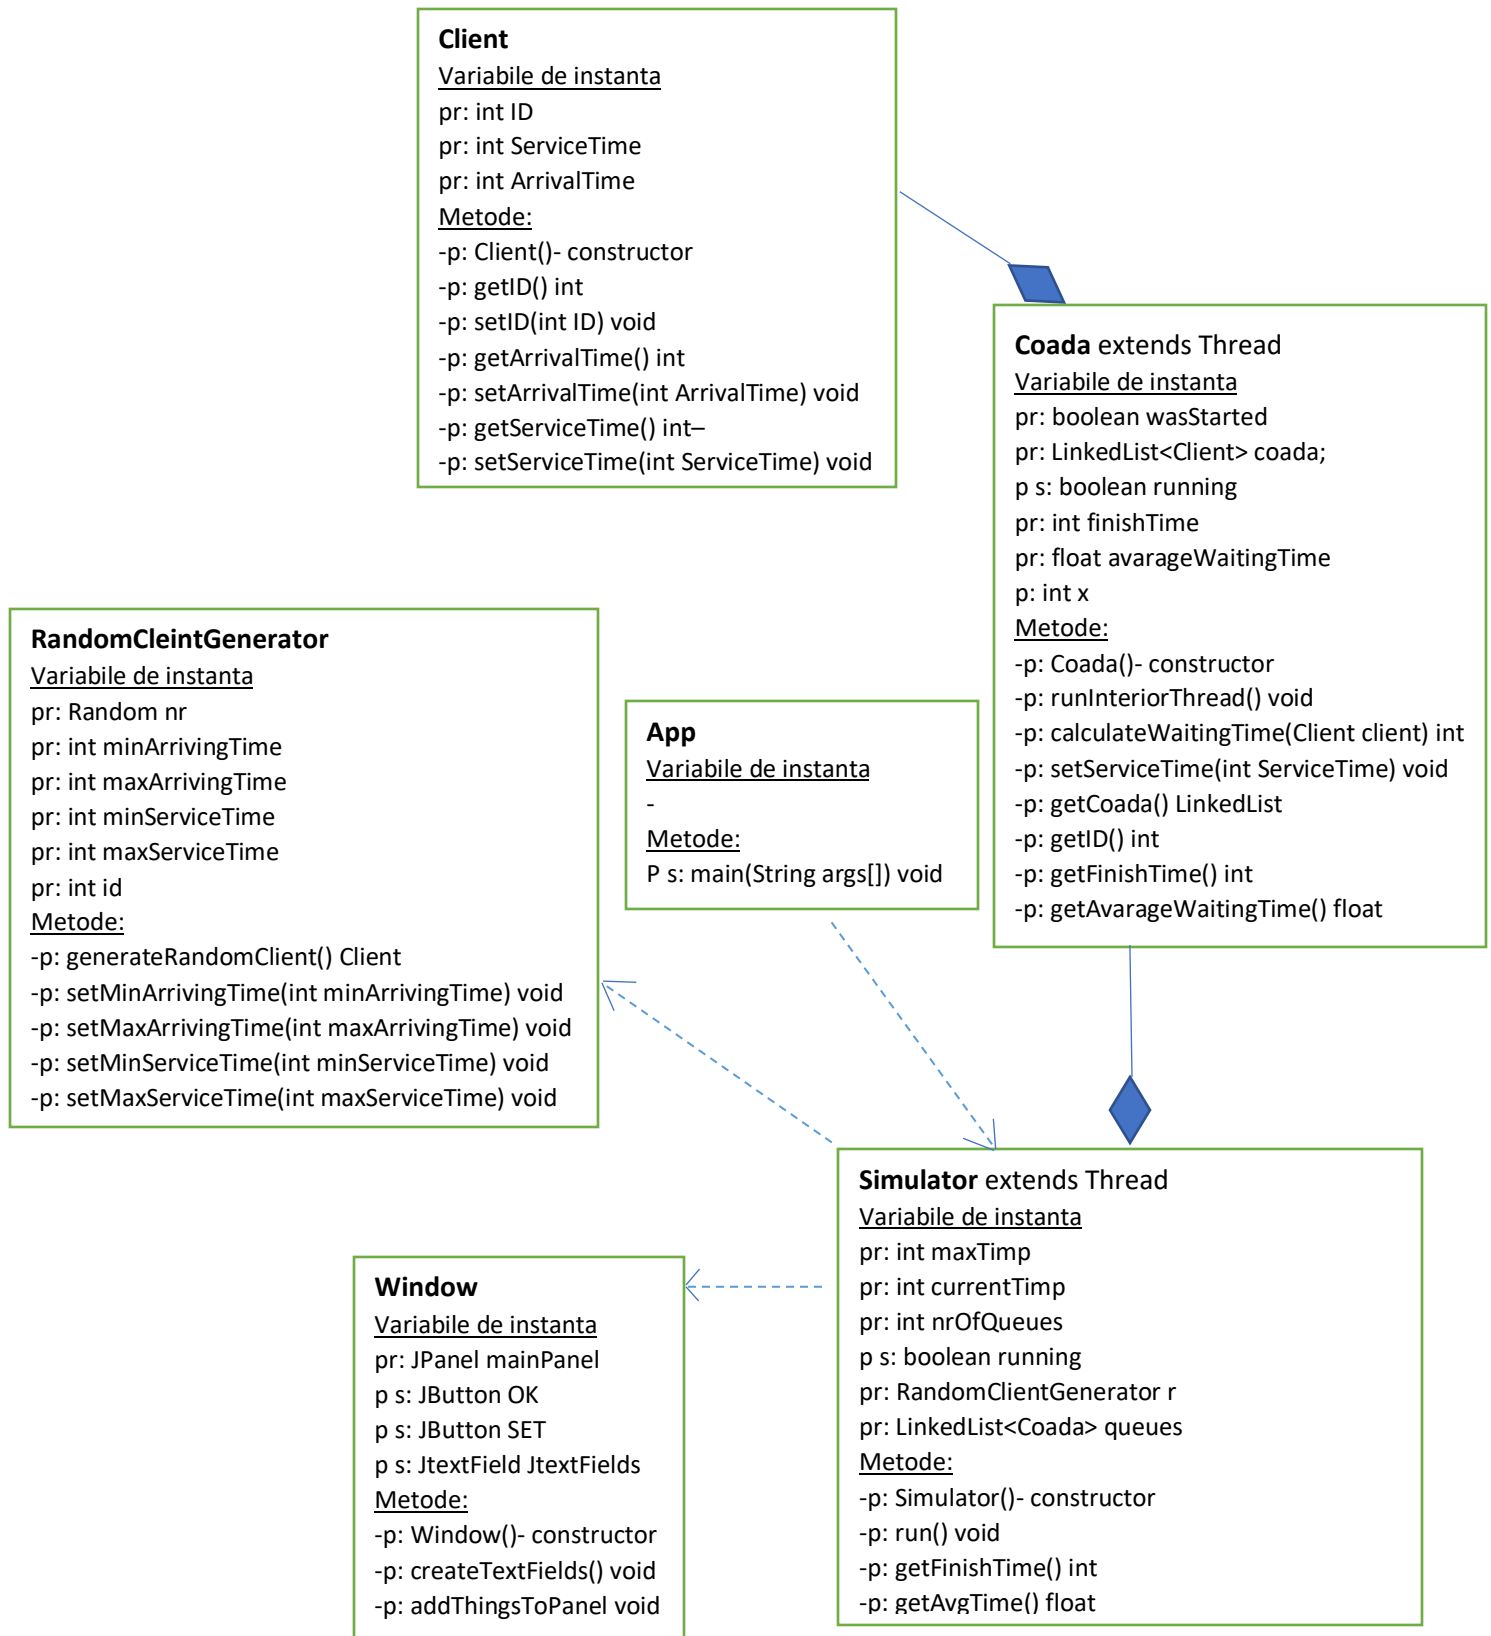 Client
Variabile de instanta
pr: int ID
pr: int ServiceTime
pr: int ArrivalTime
Metode:
-p: Client()- constructor
-p: getID() int
-p: setID(int ID) void
-p: getArrivalTime() int
-p: setArrivalTime(int ArrivalTime) void
-p: getServiceTime() int–
-p: setServiceTime(int ServiceTime) void
Coada extends Thread
Variabile de instanta
pr: boolean wasStarted
pr: LinkedList<Client> coada;
p s: boolean running
pr: int finishTime
pr: float avarageWaitingTime
p: int x
Metode:
-p: Coada()- constructor
-p: runInteriorThread() void
-p: calculateWaitingTime(Client client) int
-p: setServiceTime(int ServiceTime) void
-p: getCoada() LinkedList
-p: getID() int
-p: getFinishTime() int
-p: getAvarageWaitingTime() float
RandomCleintGenerator
Variabile de instanta
pr: Random nr
pr: int minArrivingTime
pr: int maxArrivingTime
pr: int minServiceTime
pr: int maxServiceTime
pr: int id
Metode:
-p: generateRandomClient() Client
-p: setMinArrivingTime(int minArrivingTime) void
-p: setMaxArrivingTime(int maxArrivingTime) void
-p: setMinServiceTime(int minServiceTime) void
-p: setMaxServiceTime(int maxServiceTime) void
App
Variabile de instanta
-
Metode:
P s: main(String args[]) void
Simulator extends Thread
Variabile de instanta
pr: int maxTimp
pr: int currentTimp
pr: int nrOfQueues
p s: boolean running
pr: RandomClientGenerator r
pr: LinkedList<Coada> queues
Metode:
-p: Simulator()- constructor
-p: run() void
-p: getFinishTime() int
-p: getAvgTime() float
Window
Variabile de instanta
pr: JPanel mainPanel
p s: JButton OK
p s: JButton SET
p s: JtextField JtextFields
Metode:
-p: Window()- constructor
-p: createTextFields() void
-p: addThingsToPanel void